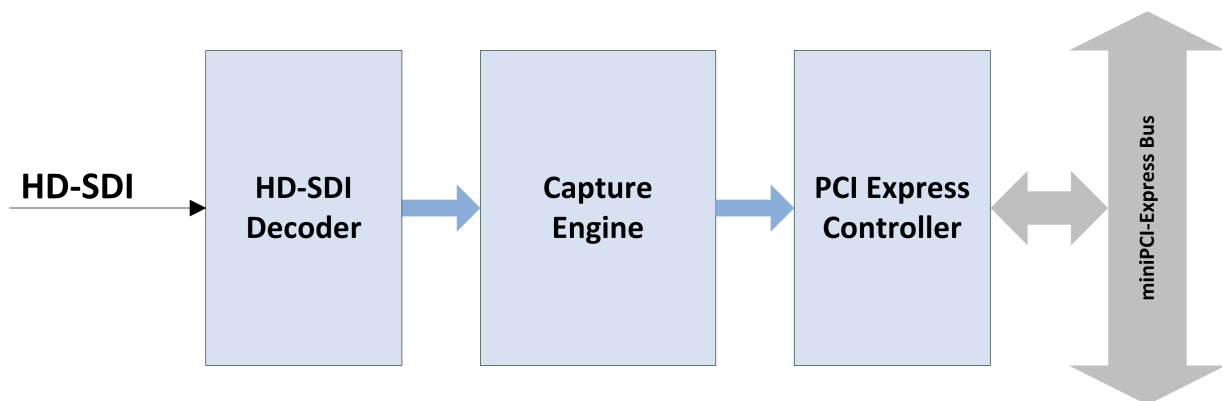 HD-SDI
HD-SDI
Decoder
Capture
Engine
PCI Express
Controller
miniPCI-Express Bus